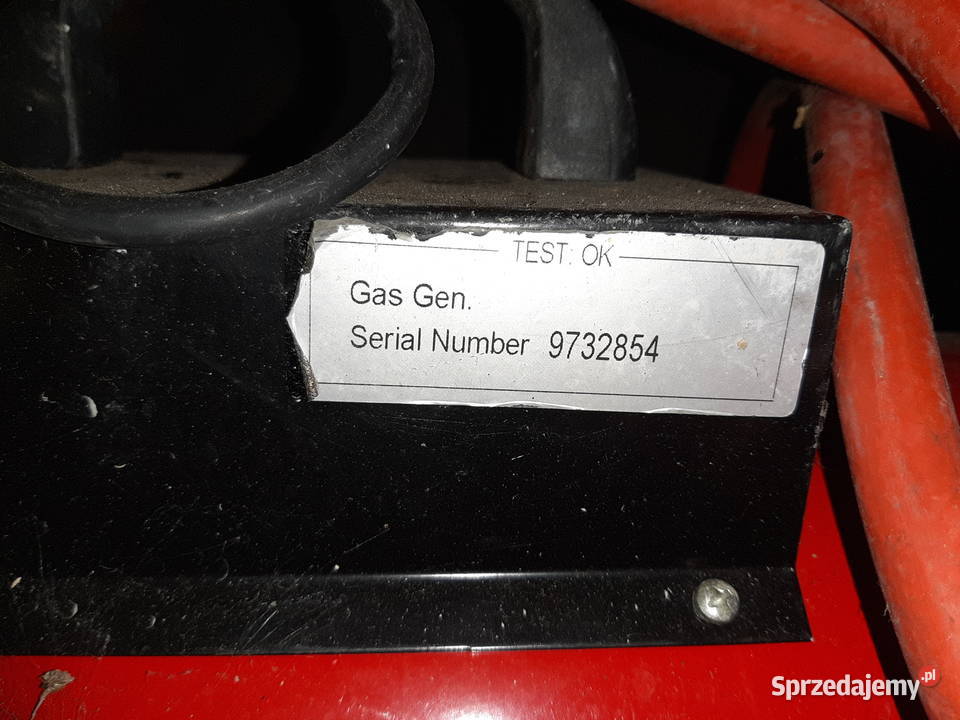 TEST: OK
Gas Gen.
Serial Number 9732854
Sprzedajemy.pl